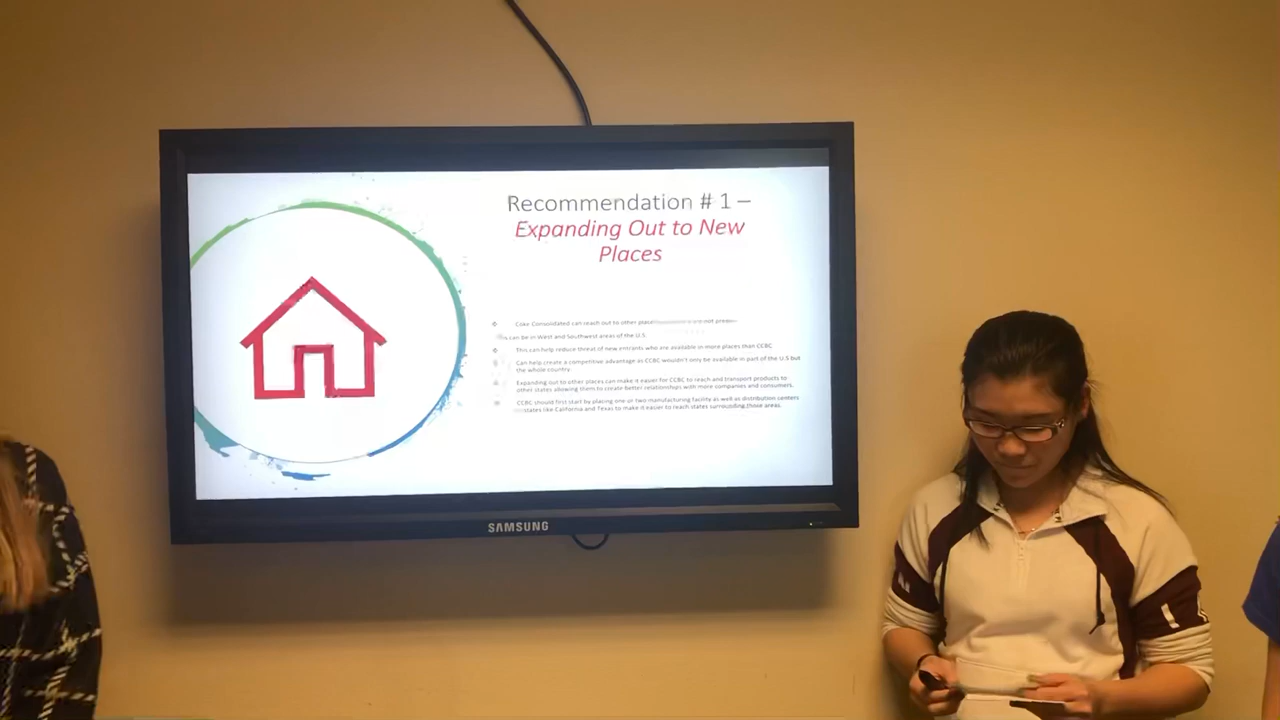 Recommendation # 1 –
Expanding Out to New
Places
Coke Consolidated can reach out to other are not
can be in West and Southwest areas of the U.S.
This can help reduce threat of new entrants who are available in more places than CCBC
Can help create a competitive advantage as CCBC wouldn't only be available in part of the U.S but
the whole country.
Expanding out to other places can make it easier for CCBC to reach and transport products to
other states allowing them to create better relationships with more companies and consumers.
CCBC should first start by placing one or two manufacturing facility as well as distribution centers
states like California and Texas to make it easier to reach states surrounding those areas.
SAMSUNG